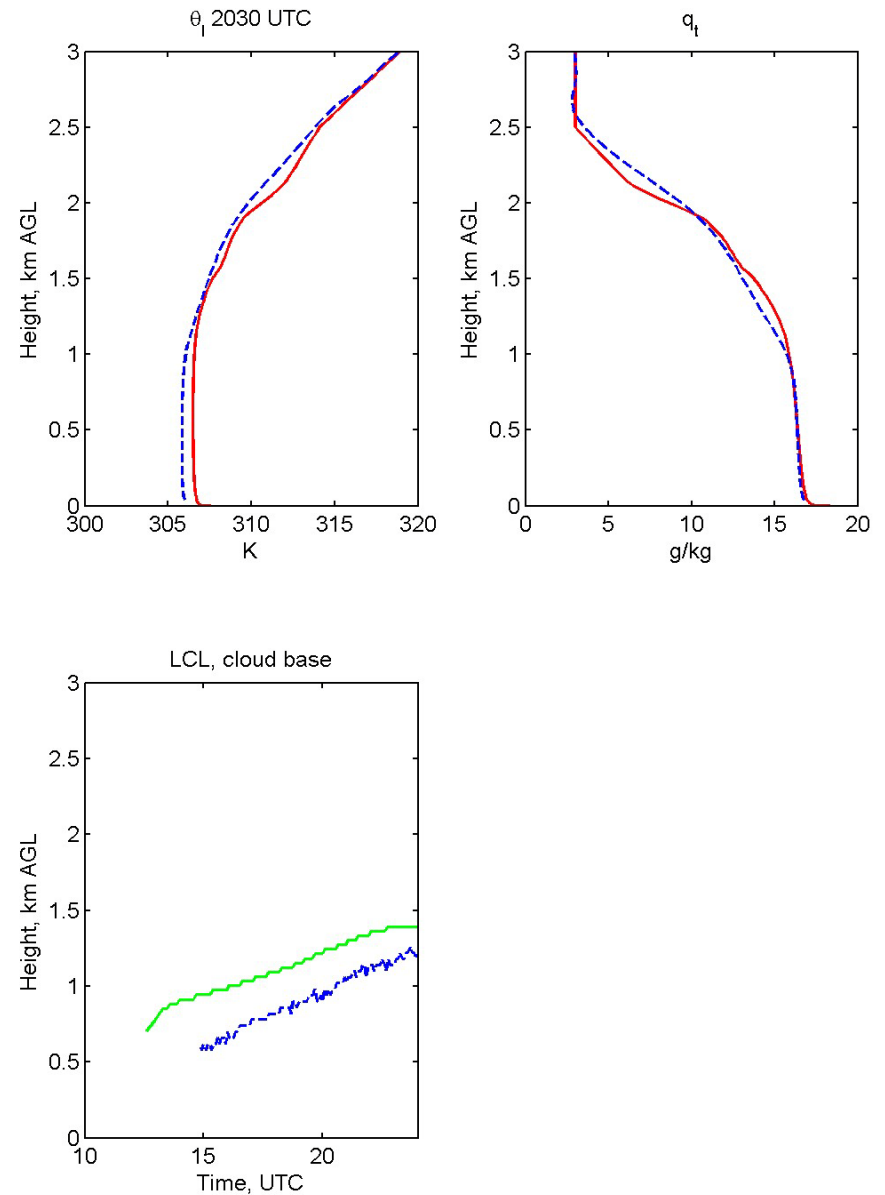 θl 2030 UTC
3
2.5
2
1.5
1
0.5
0
Height, km AGL
300 305 310 315 320
K
qt
3
2.5
2
1.5
1
0.5
0
Height, km AGL
0 5 10 15 20
g/kg
LCL, cloud base
3
2.5
2
1.5
1
0.5
0
Height, km AGL
10 15 20
Time, UTC